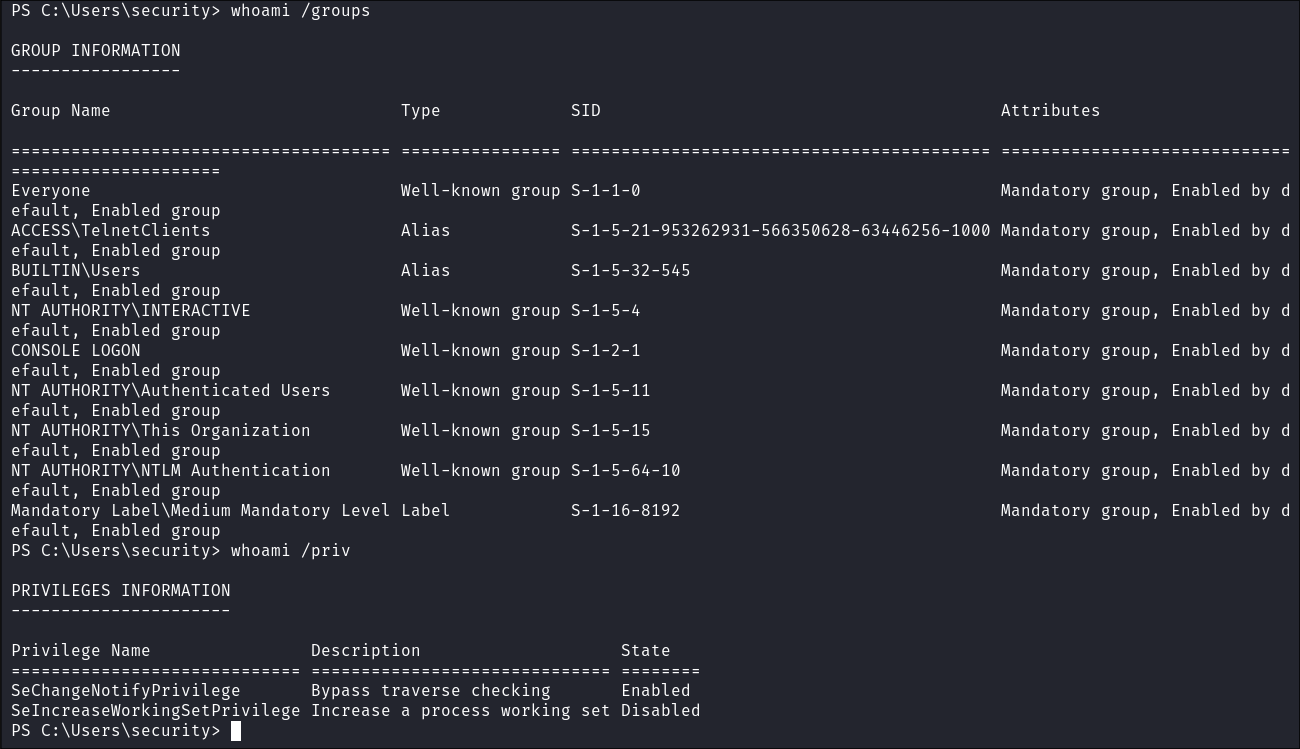 PS C:\Users\security> whoami /groups
GROUP INFORMATION
-----------------
Group Name                             Type             SID                                        Attributes
====================================== ================ ========================================== =============================
=====================
Everyone                               Well-known group S-1-1-0                                    Mandatory group, Enabled by d
efault, Enabled group
ACCESS\TelnetClients                   Alias            S-1-5-21-953262931-566350628-63446256-1000 Mandatory group, Enabled by d
efault, Enabled group
BUILTIN\Users                          Alias            S-1-5-32-545                               Mandatory group, Enabled by d
efault, Enabled group
NT AUTHORITY\INTERACTIVE               Well-known group S-1-5-4                                    Mandatory group, Enabled by d
efault, Enabled group
CONSOLE LOGON                          Well-known group S-1-2-1                                    Mandatory group, Enabled by d
efault, Enabled group
NT AUTHORITY\Authenticated Users       Well-known group S-1-5-11                                   Mandatory group, Enabled by d
efault, Enabled group
NT AUTHORITY\This Organization         Well-known group S-1-5-15                                   Mandatory group, Enabled by d
efault, Enabled group
NT AUTHORITY\NTLM Authentication       Well-known group S-1-5-64-10                                Mandatory group, Enabled by d
efault, Enabled group
Mandatory Label\Medium Mandatory Level Label            S-1-16-8192                                Mandatory group, Enabled by d
efault, Enabled group
PS C:\Users\security> whoami /priv
PRIVILEGES INFORMATION
----------------------
Privilege Name                Description                    State
============================= ============================== ========
SeChangeNotifyPrivilege       Bypass traverse checking       Enabled
SeIncreaseWorkingSetPrivilege Increase a process working set Disabled
PS C:\Users\security>